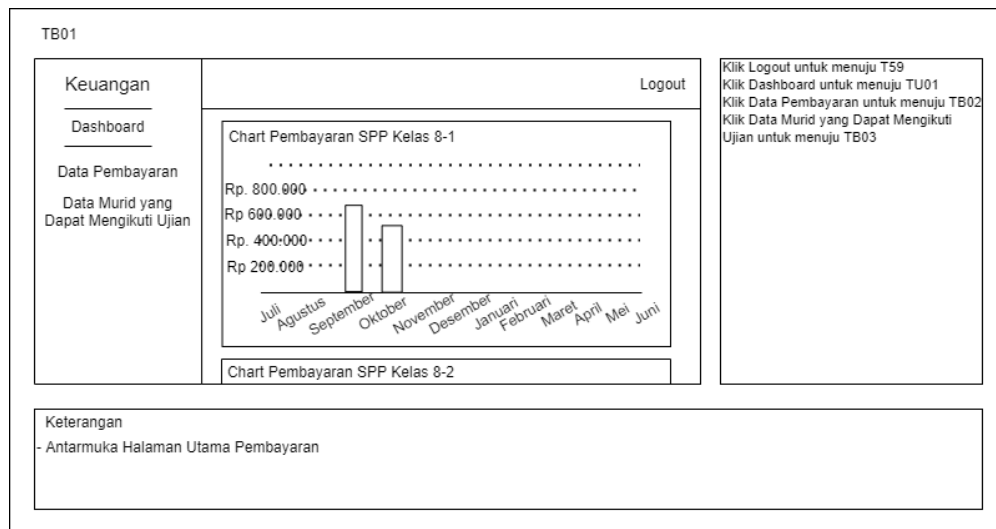 TB01
Keuangan
Dashboard
Data Pembayaran
Data Murid yang
Dapat Mengikuti Ujian
Logout
Chart Pembayaran SPP Kelas 8-1
Rp. 800.000
Rp 600.000
Rp. 400.000
Rp 200.000
Juli
Agustus
September
Oktober
November
Desember
Januari
Februari
Maret
April
Mei
Juni
Chart Pembayaran SPP Kelas 8-2
Klik Logout untuk menuju T59
Klik Dashboard untuk menuju TU01
Klik Data Pembayaran untuk menuju TB02
Klik Data Murid yang Dapat Mengikuti
Ujian untuk menuju TB03
Keterangan
- Antarmuka Halaman Utama Pembayaran